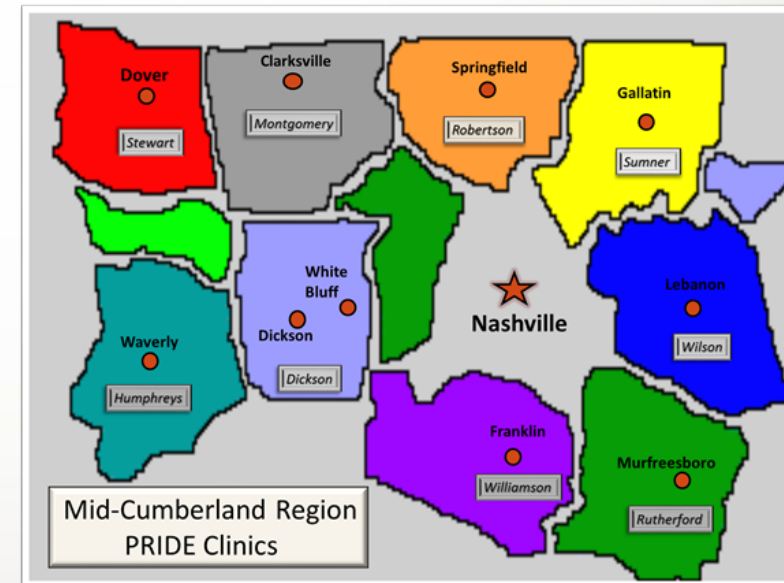 Dover
Stewart
Clarksville
Montgomery
Springfield
Robertson
Gallatin
Sumner
White
Bluff
Dickson
Dickson
Nashville
Lebanon
Wilson
Waverly
Humphreys
Franklin
Williamson
Murfreesboro
Rutherford
Mid-Cumberland Region
PRIDE Clinics